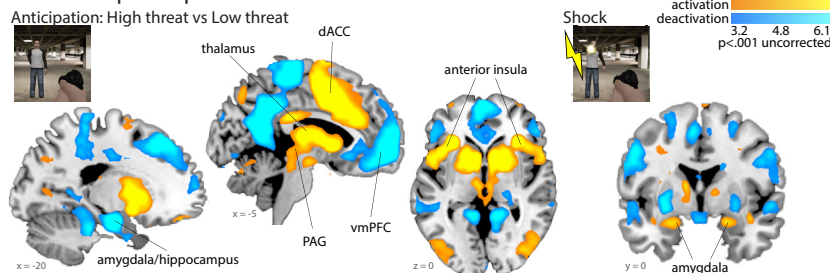 Anticipation: High threat vs Low threat
Shock
activation
deactivation
3.2 4.8 6.1
p<.001 uncorrected
dACC
thalamus
anterior insula
x = -5
PAG
vmPFC
amygdala/hippocampus
x = -20
z = 0
y = 0
amygdala